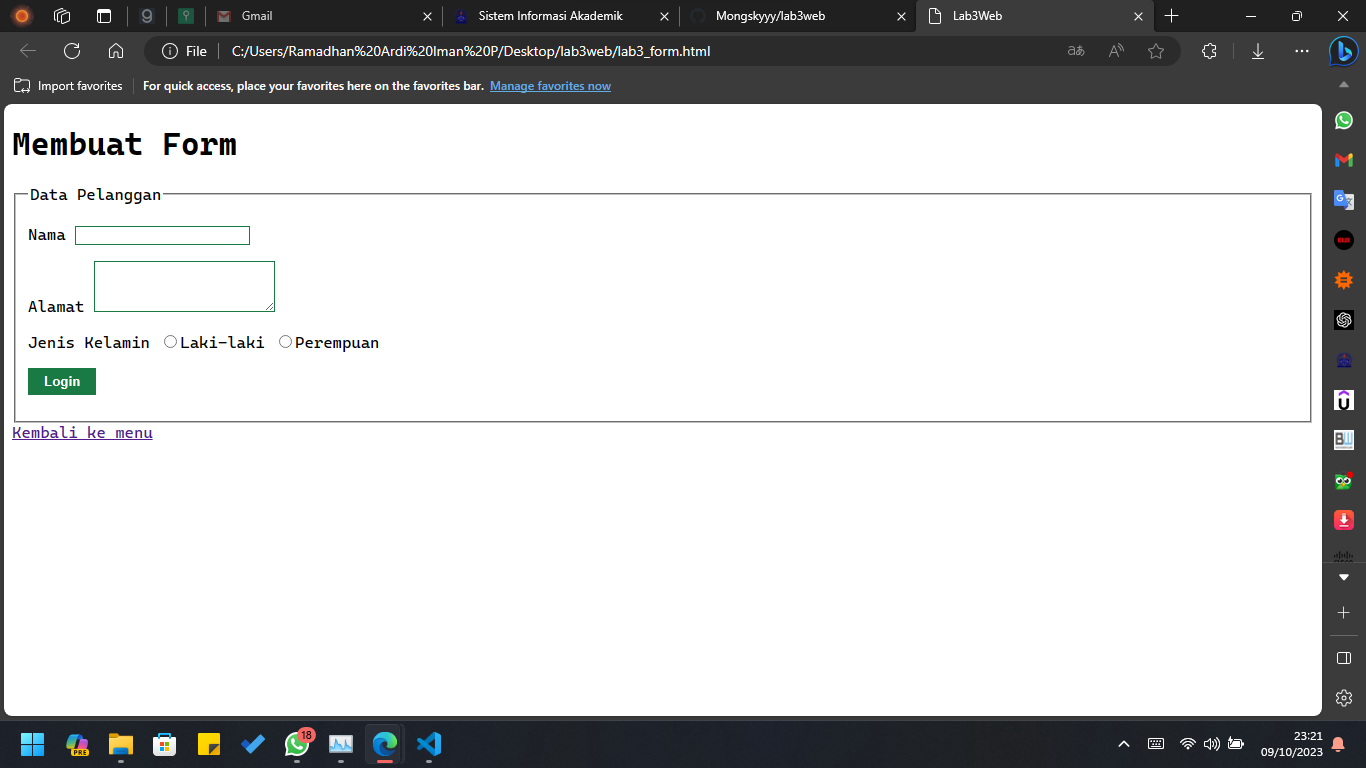 Gmail
Sistem Informasi Akademik
Mongskyyy/lab3web
Lab3Web
File
C:/Users/Ramadhan%20Ardi%20Iman%20P/Desktop/lab3web/lab3_form.html
Import favorites
For quick access, place your favorites here on the favorites bar. Manage favorites now
Membuat Form
Data Pelanggan
Nama
Alamat
Jenis Kelamin Laki-laki Perempuan
Login
Kembali ke menu
PRE
18
23:21
09/10/2023